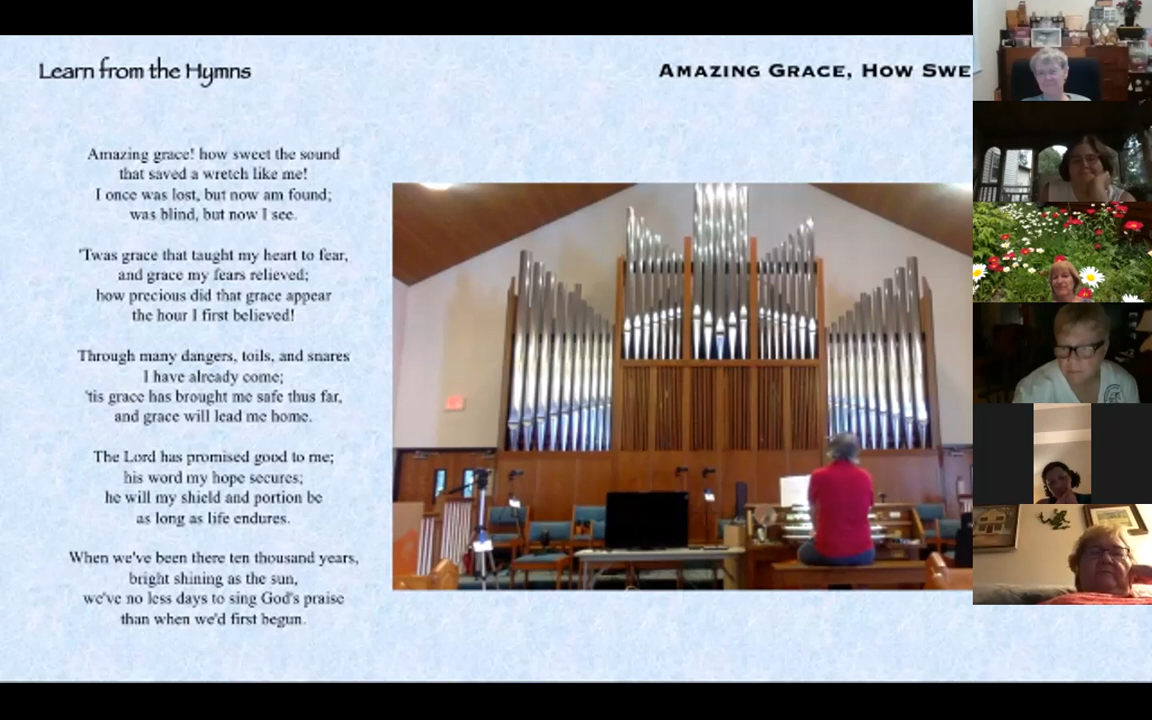 Learn from the Hymns
AMAZING GRACE, HOW SWE
Amazing grace! how sweet the sound
that saved a wretch like me!
I once was lost, but now am found;
was blind, but now I see.
'Twas grace that taught my heart to fear,
and grace my fears relieved;
how precious did that grace appear
the hour I first believed!
Through many dangers, toils, and snares
I have already come;
'tis grace has brought me safe thus far,
and grace will lead me home.
The Lord has promised good to me;
his word my hope secures;
he will my shield and portion be
as long as life endures.
When we've been there ten thousand years,
bright shining as the sun,
we've no less days to sing God's praise
than when we'd first begun.